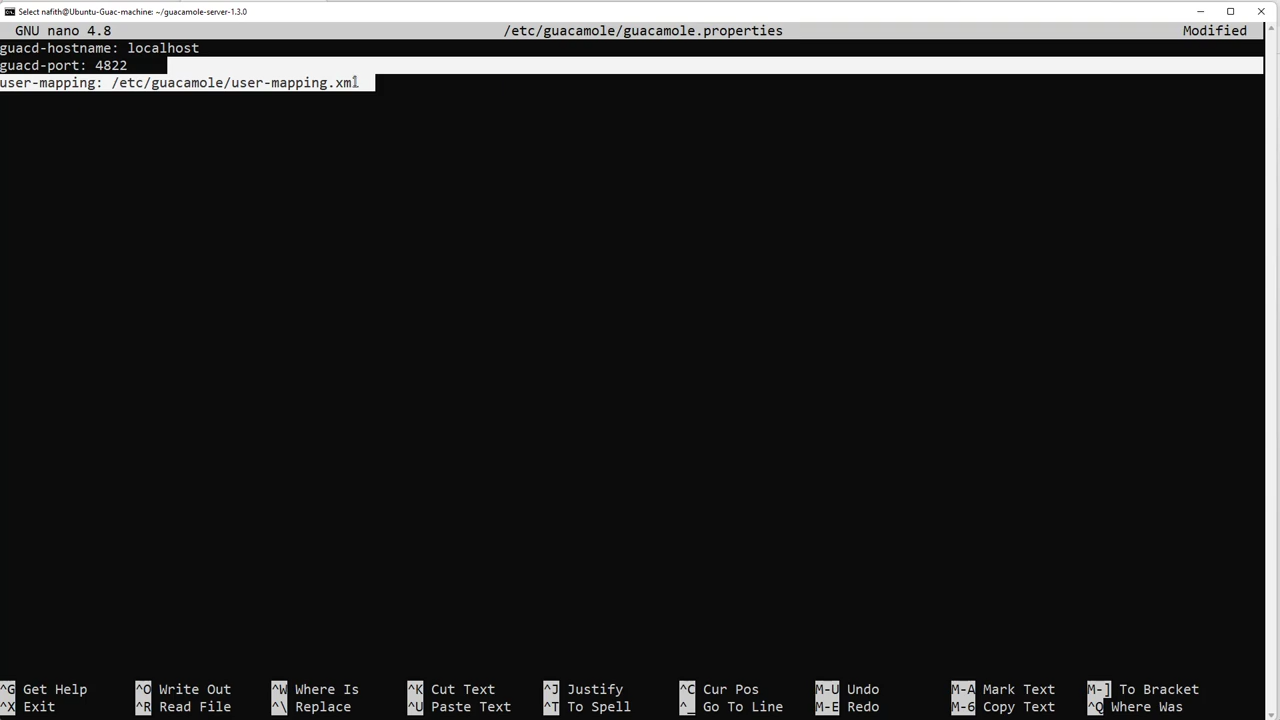 Select nafith@Ubuntu-Guac-machine: ~/guacamole-server-1.3.0
GNU nano 4.8 /etc/guacamole/guacamole.properties Modified
guacd-hostname: localhost
guacd-port: 4822
user-mapping: /etc/guacamole/user-mapping.xml
^G Get Help ^O Write Out ^W Where Is ^K Cut Text ^J Justify ^C Cur Pos M-U Undo M-A Mark Text M-] To Bracket
^X Exit ^R Read File ^\ Replace ^U Paste Text ^T To Spell ^_ Go To Line M-E Redo M-6 Copy Text ^Q Where Was